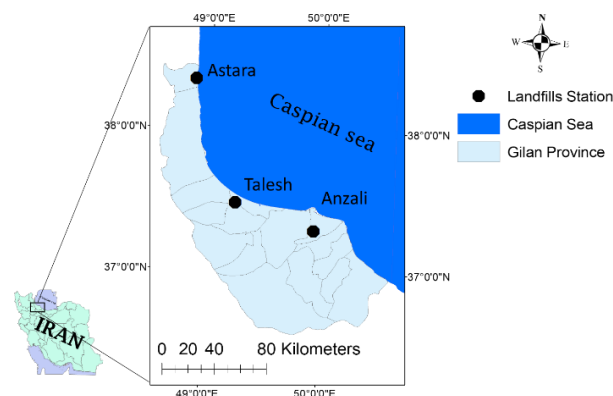 49°0'0"E
50°0'0"E
N
W
E
S
Astara
Landfills Station
Caspian sea
Caspian Sea
38°0'0"N
38°0'0"N
Gilan Province
Talesh
Anzali
37°0'0"N
37°0'0"N
IRAN
0 20 40 80 Kilometers
49°0'0"E
50°0'0"E